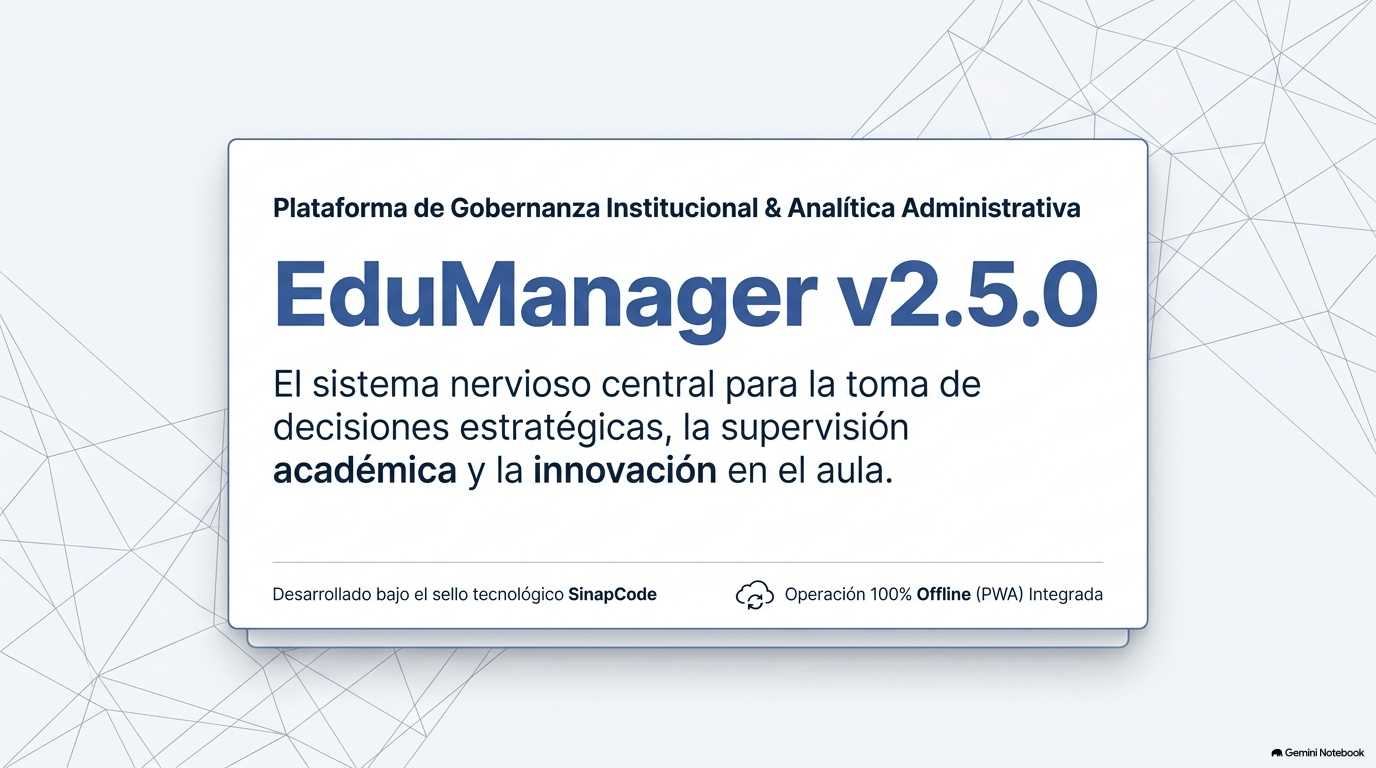 Plataforma de Gobernanza Institucional & Analítica Administrativa
EduManager v2.5.0
El sistema nervioso central para la toma de
decisiones estratégicas, la supervisión
académica y la innovación en el aula.
Desarrollado bajo el sello tecnológico SinapCode
Operación 100% Offline (PWA) Integrada
Gemini Notebook